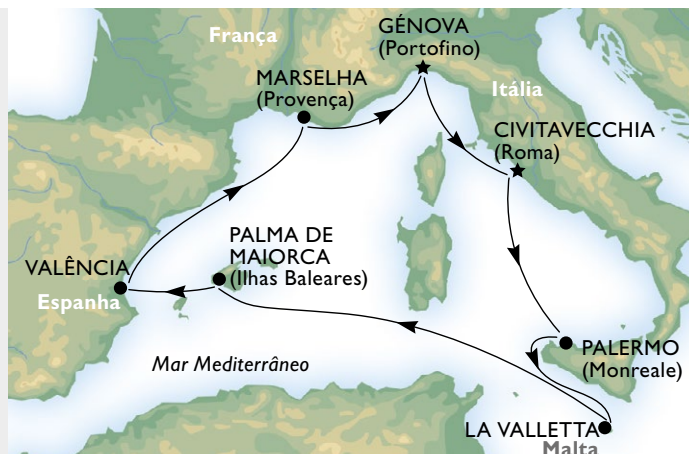 França
GÉNOVA
(Portofino)
MARSELHA
(Provença)
Itália
CIVITAVECCHIA
(Roma)
PALMA DE
MAIORCA
(Ilhas Baleares)
VALÊNCIA
Espanha
Mar Mediterrâneo
PALERMO
(Monreale)
LA VALLETTA
Malta